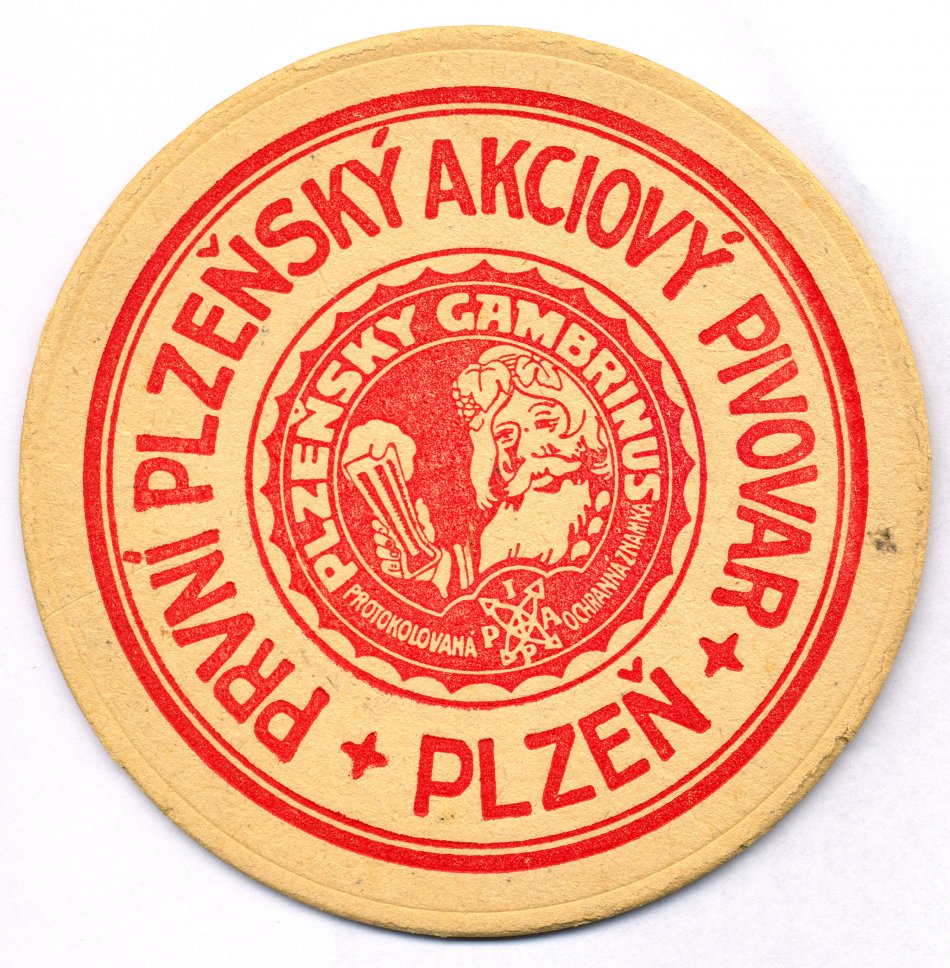 PRVNÍ PLZEŇSKÝ AKCIOVÝ PIVOVAR
PLZEŇ
PLZEŇSKÝ GAMBRINUS
PROTOKOLOVANÁ
OCHRANNÁ ZNÁMKA
I
P A
P